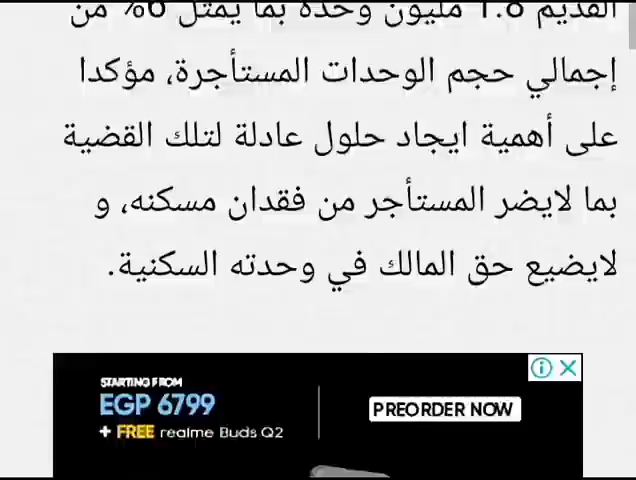 القديم 1.8 مليون وحدة بما يمثل 6% من
إجمالي حجم الوحدات المستأجرة، مؤكدا
على أهمية ايجاد حلول عادلة لتلك القضية
بما لايضر المستأجر من فقدان مسكنه، و
لايضيع حق المالك في وحدته السكنية.
STARTING FROM
EGP 6799
+ FREE realme Buds Q2
PREORDER NOW